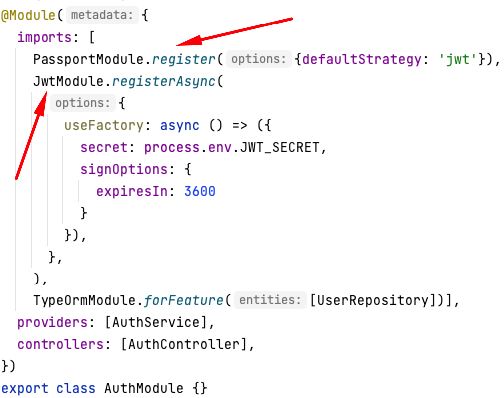 @Module( metadata: {
  imports: [
    PassportModule.register( options: {defaultStrategy: 'jwt'}),
    JwtModule.registerAsync(
      options: {
        useFactory: async () => ({
          secret: process.env.JWT_SECRET,
          signOptions: {
            expiresIn: 3600
          }
        }),
      },
    ),
    TypeOrmModule.forFeature( entities: [UserRepository])],
  providers: [AuthService],
  controllers: [AuthController],
})
export class AuthModule {}